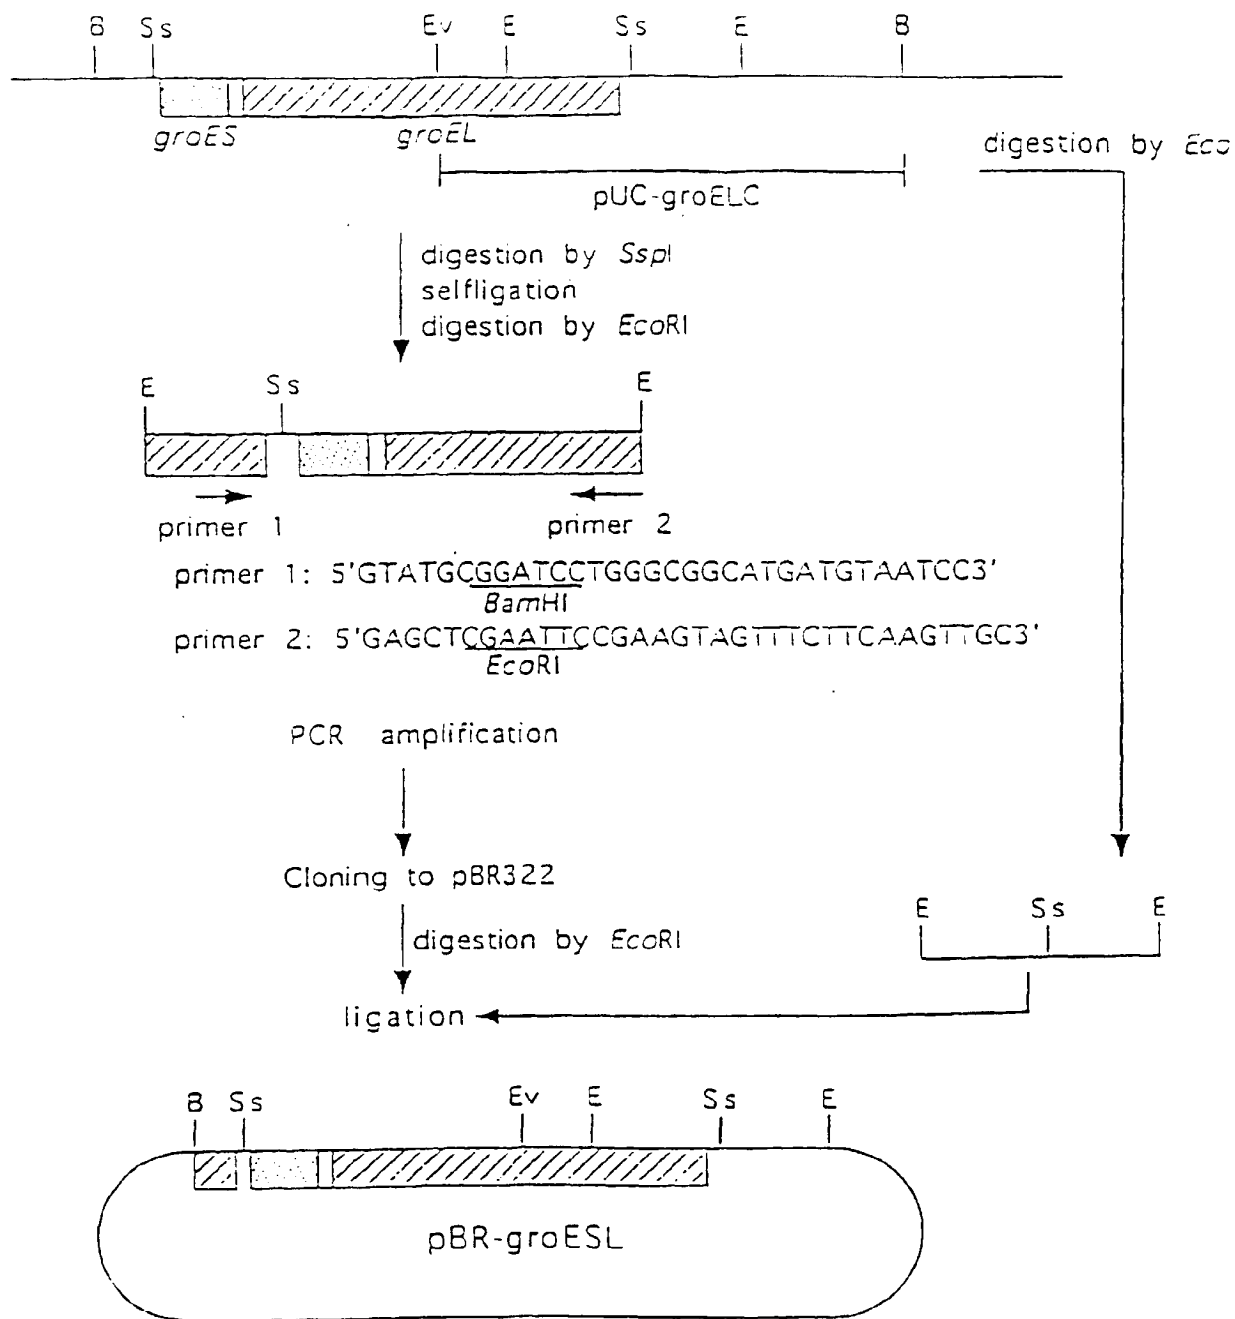 B Ss Ev E Ss E B
groES groEL
digestion by Eco
pUC-groELC
digestion by SspI
selfligation
digestion by EcoRI
E Ss E
primer 1 primer 2
primer 1: 5'GTATGCGGATCCTGGGCGGCATGATGTAATCC3'
BamHI
primer 2: 5'GAGCTCGAATTCCGAAGTAGTTTCTTCAAGTTGC3'
EcoRI
PCR amplification
Cloning to pBR322
E Ss E
digestion by EcoRI
ligation
B Ss Ev E Ss E
pBR-groESL